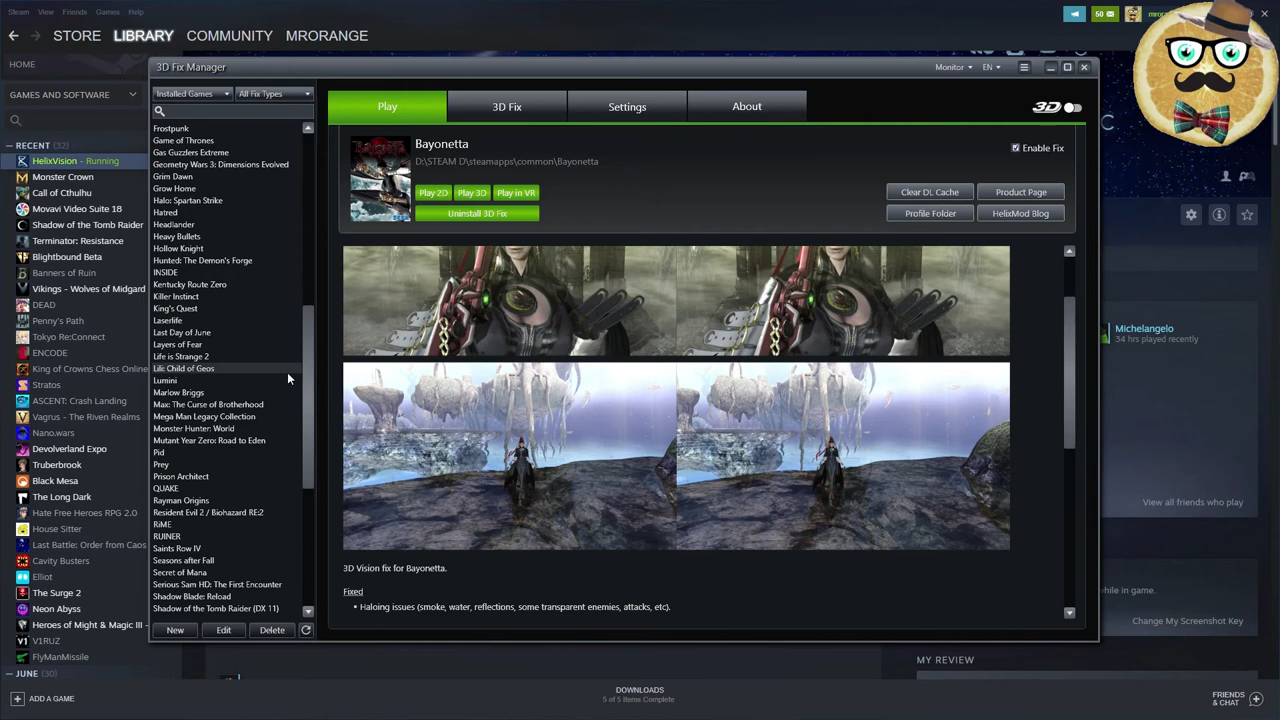 Steam View Friends Games Help
50 mror
STORE LIBRARY COMMUNITY MRORANGE
HOME
GAMES AND SOFTWARE
RECENT (32)
HelixVision - Running
Monster Crown
Call of Cthulhu
Movavi Video Suite 18
Shadow of the Tomb Raider
Terminator: Resistance
Blightbound Beta
Banners of Ruin
Vikings - Wolves of Midgard
DEAD
Penny's Path
Tokyo Re:Connect
ENCODE
King of Crowns Chess Online
Stratos
ASCENT: Crash Landing
Vagrus - The Riven Realms
Nano.wars
Devolverland Expo
Truberbrook
Black Mesa
The Long Dark
Hate Free Heroes RPG 2.0
House Sitter
Last Battle: Order from Caos
Cavity Busters
Elliot
The Surge 2
Neon Abyss
Heroes of Might & Magic III -
V1 V1RUZ
FlyManMissile
JUNE (30)
ADD A GAME
3D Fix Manager
Monitor EN
Installed Games All Fix Types
Frostpunk
Game of Thrones
Gas Guzzlers Extreme
Geometry Wars 3: Dimensions Evolved
Grim Dawn
Grow Home
Halo: Spartan Strike
Hatred
Headlander
Heavy Bullets
Hollow Knight
Hunted: The Demon's Forge
INSIDE
Kentucky Route Zero
Killer Instinct
King's Quest
Laserlife
Last Day of June
Layers of Fear
Life is Strange 2
Lili: Child of Geos
Lumini
Marlow Briggs
Max: The Curse of Brotherhood
Mega Man Legacy Collection
Monster Hunter: World
Mutant Year Zero: Road to Eden
Pid
Prey
Prison Architect
QUAKE
Rayman Origins
Resident Evil 2 / Biohazard RE:2
RiME
RUINER
Saints Row IV
Seasons after Fall
Secret of Mana
Serious Sam HD: The First Encounter
Shadow Blade: Reload
Shadow of the Tomb Raider (DX 11)
New Edit Delete
Play 3D Fix Settings About
3D
Bayonetta
D:\STEAM D\steamapps\common\Bayonetta
Enable Fix
Play 2D Play 3D Play in VR
Uninstall 3D Fix
Clear DL Cache Product Page
Profile Folder HelixMod Blog
3D Vision fix for Bayonetta.
Fixed
• Haloing issues (smoke, water, reflections, some transparent enemies, attacks, etc).
C
Michelangelo
34 hrs played recently
View all friends who play
while in game.
Change My Screenshot Key
MY REVIEW
DOWNLOADS
5 of 5 Items Complete
FRIENDS
& CHAT